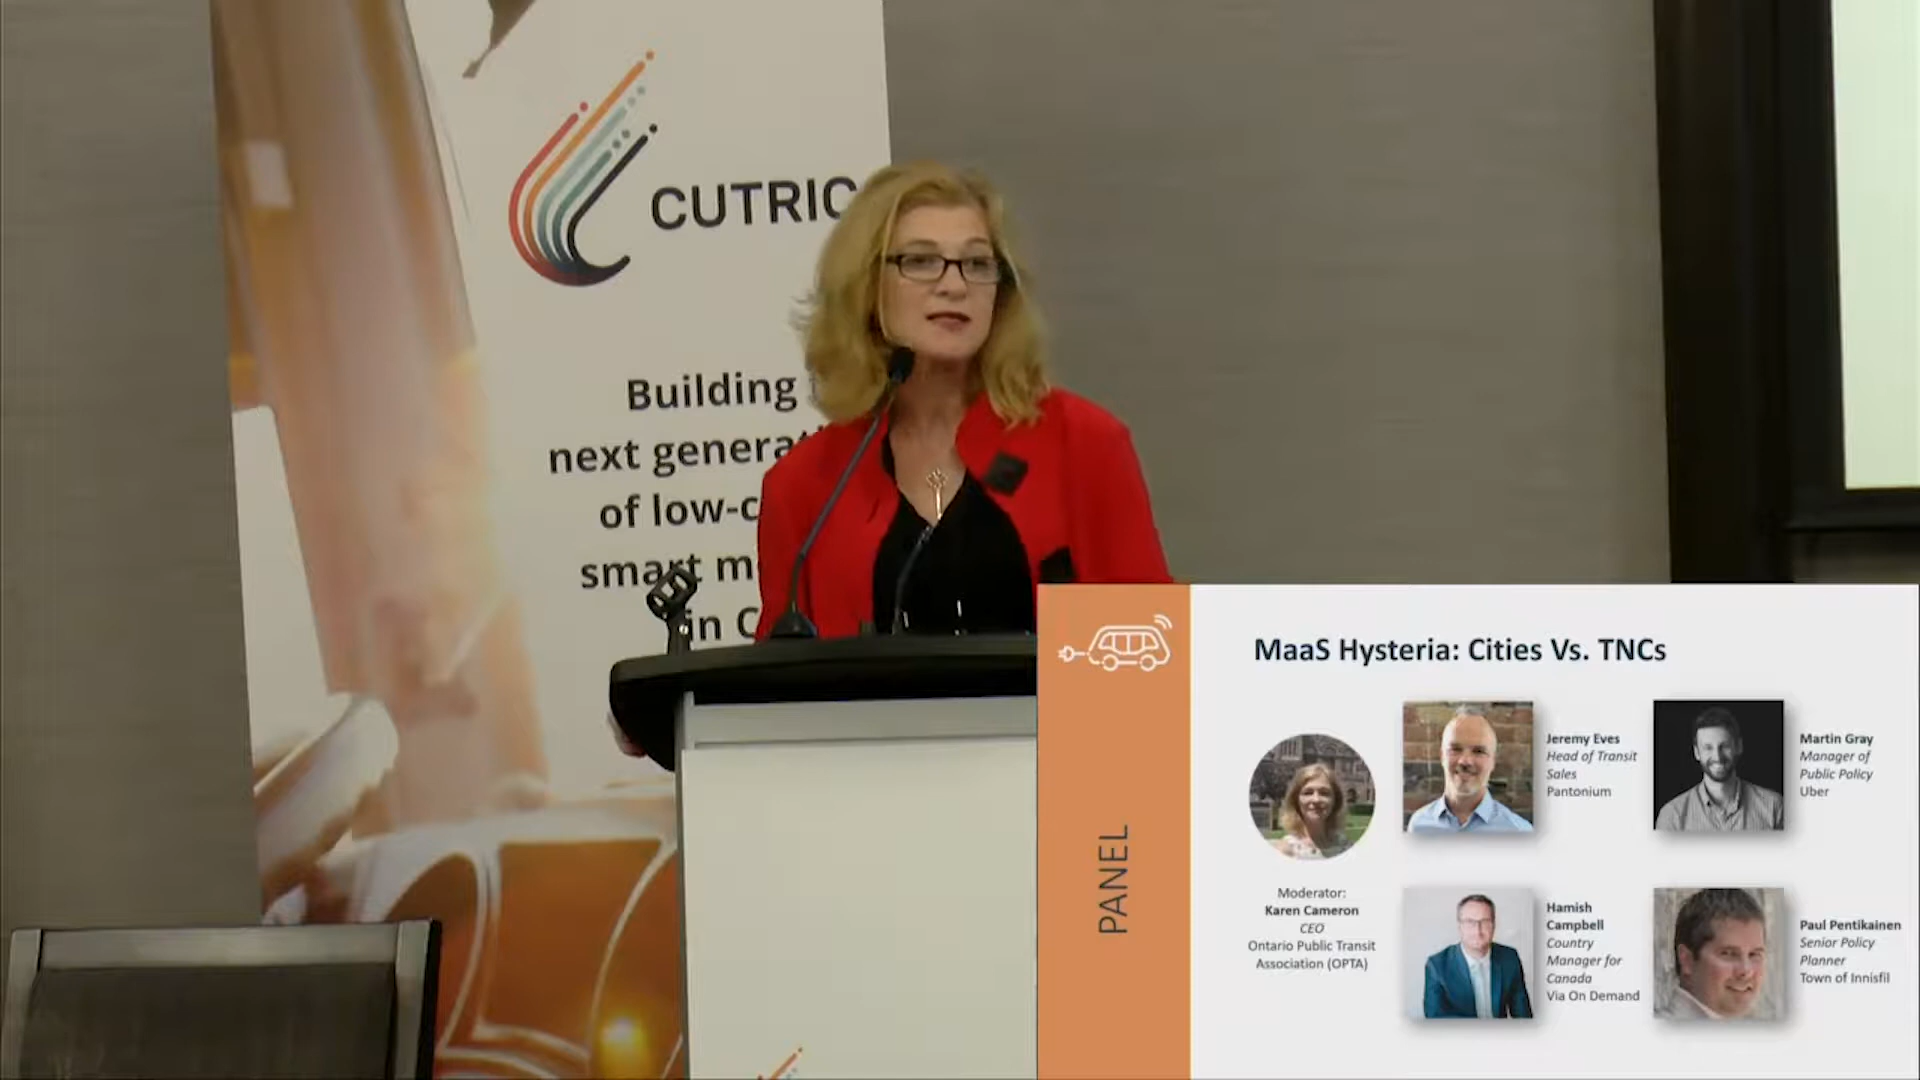 CUTRIC
Building
next
of
smart
in
PANEL
MaaS Hysteria: Cities Vs. TNCs
Moderator:
Karen Cameron
CEO
Ontario Public Transit
Association (OPTA)
Jeremy Eves
Head of Transit
Sales
Pantonium
Martin Gray
Manager of
Public Policy
Uber
Hamish
Campbell
Country
Manager for
Canada
Via On Demand
Paul Pentikainen
Senior Policy
Planner
Town of Innisfil